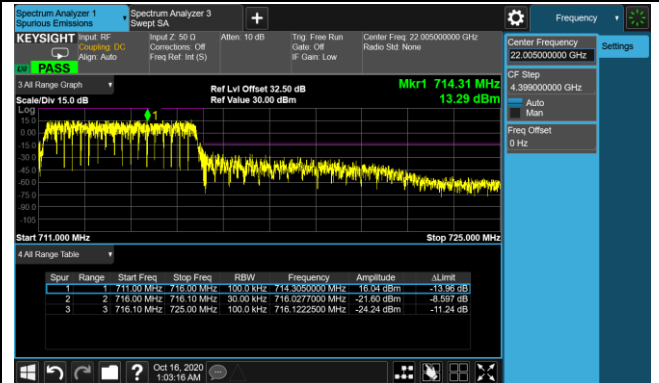 Spectrum Analyzer 1
Spurious Emissions
Spectrum Analyzer 3
Swept SA
+
Frequency
KEYSIGHT
Input: RF
Coupling: DC
Align: Auto
Input Z: 50 Ω
Corrections: Off
Freq Ref: Int (S)
Atten: 10 dB
Trig: Free Run
Gate: Off
IF Gain: Low
Center Freq: 22.005000000 GHz
Radio Std: None
LXI
PASS
Center Frequency
22.005000000 GHz
Settings
CF Step
4.399000000 GHz
Auto
Man
Freq Offset
0 Hz
3 All Range Graph
Scale/Div 15.0 dB
Ref Lvl Offset 32.50 dB
Ref Value 30.00 dBm
Mkr1 714.31 MHz
13.29 dBm
Log
15.0
0.00
-15.0
-30.0
-45.0
-60.0
-75.0
-90.0
-105
1
Start 711.000 MHz
Stop 725.000 MHz
4 All Range Table
Spur Range Start Freq Stop Freq RBW Frequency Amplitude ΔLimit
1 1 711.00 MHz 716.00 MHz 100.0 kHz 714.3050000 MHz 16.04 dBm -13.96 dB
2 2 716.00 MHz 716.10 MHz 30.00 kHz 716.0277000 MHz -21.60 dBm -8.597 dB
3 3 716.10 MHz 725.00 MHz 100.0 kHz 716.1222500 MHz -24.24 dBm -11.24 dB
?
Oct 16, 2020
1:03:16 AM